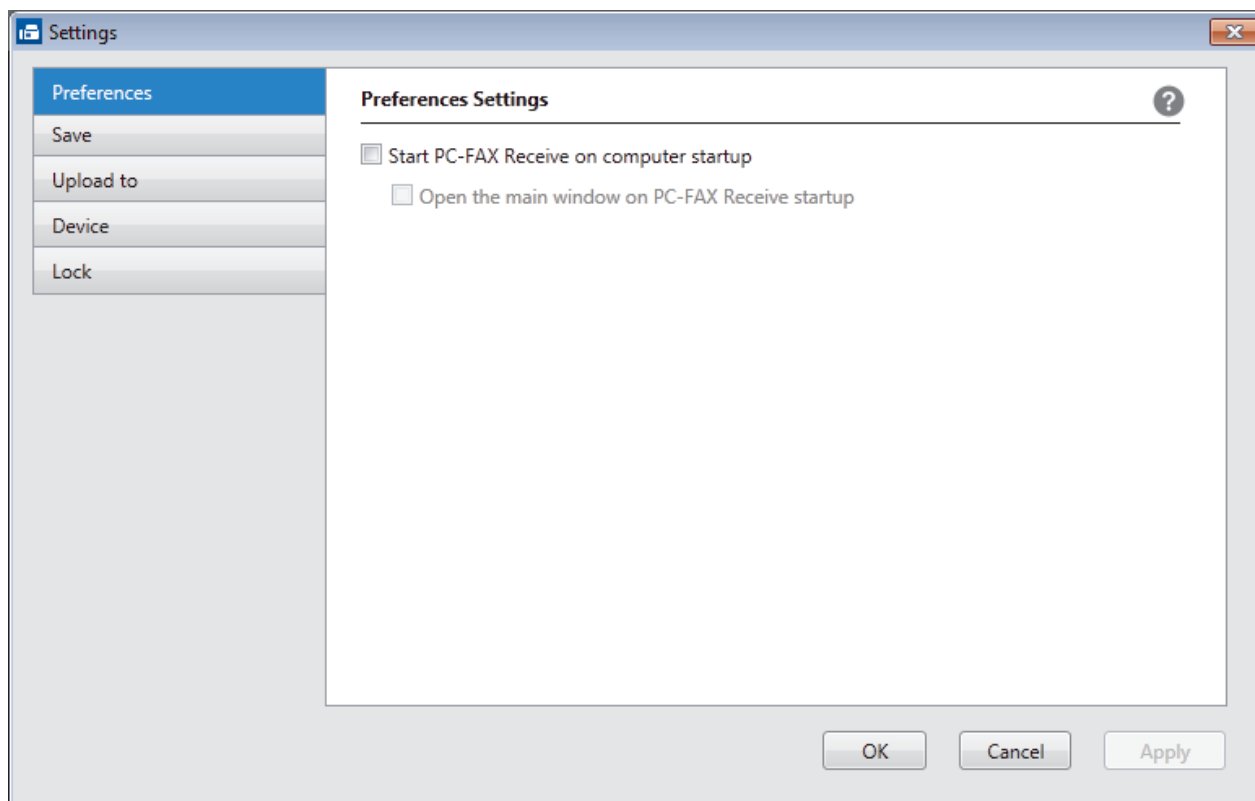 Settings
Preferences
Save
Upload to
Device
Lock
Preferences Settings
?
Start PC-FAX Receive on computer startup
Open the main window on PC-FAX Receive startup
OK
Cancel
Apply